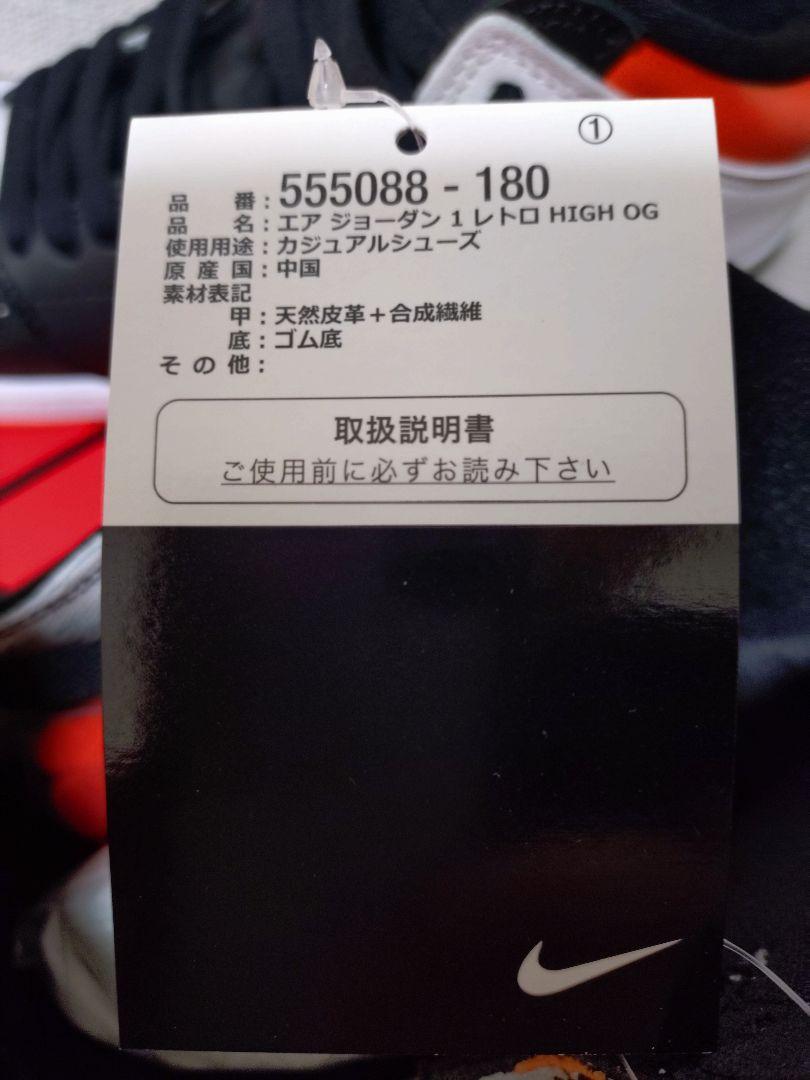 ①
品 番：555088 - 180
品 名：エア ジョーダン 1 レトロ HIGH OG
使用用途：カジュアルシューズ
原 産 国：中国
素材表記
甲：天然皮革＋合成繊維
底：ゴム底
そ の 他：
取扱説明書
ご使用前に必ずお読み下さい